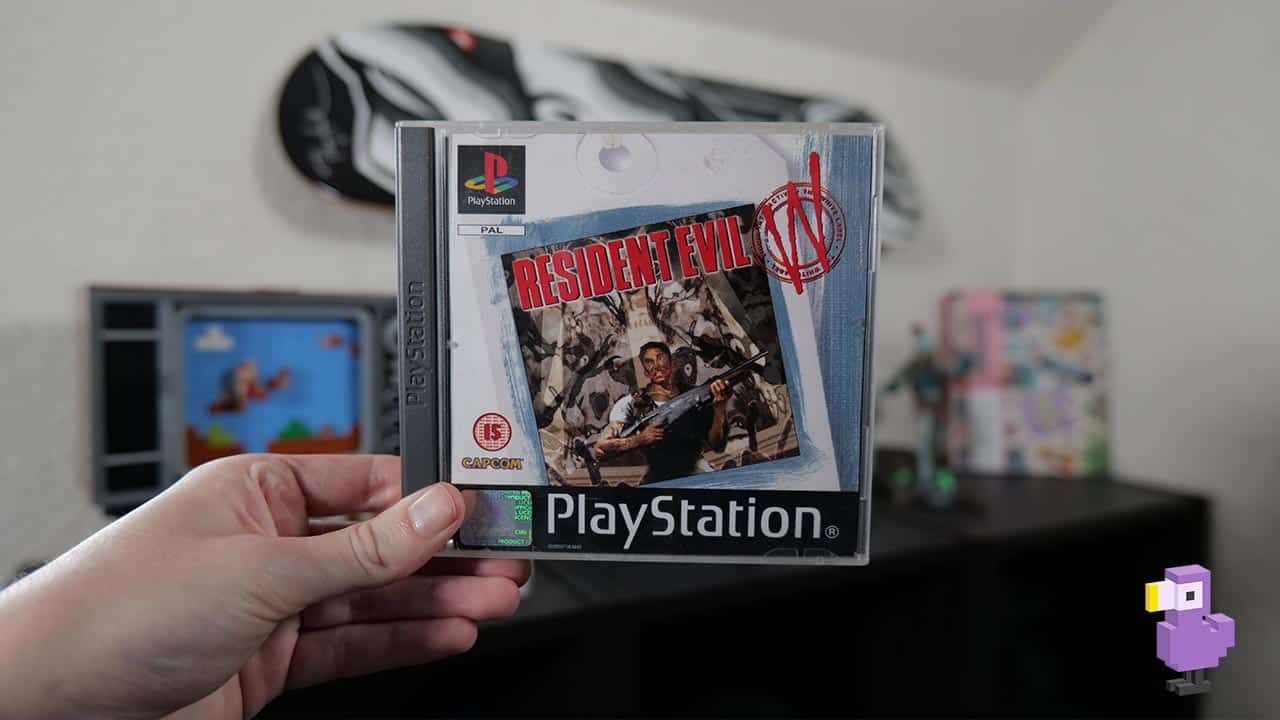 PlayStation
PAL
PlayStation
RESIDENT EVIL
W
15
CAPCOM
PlayStation®